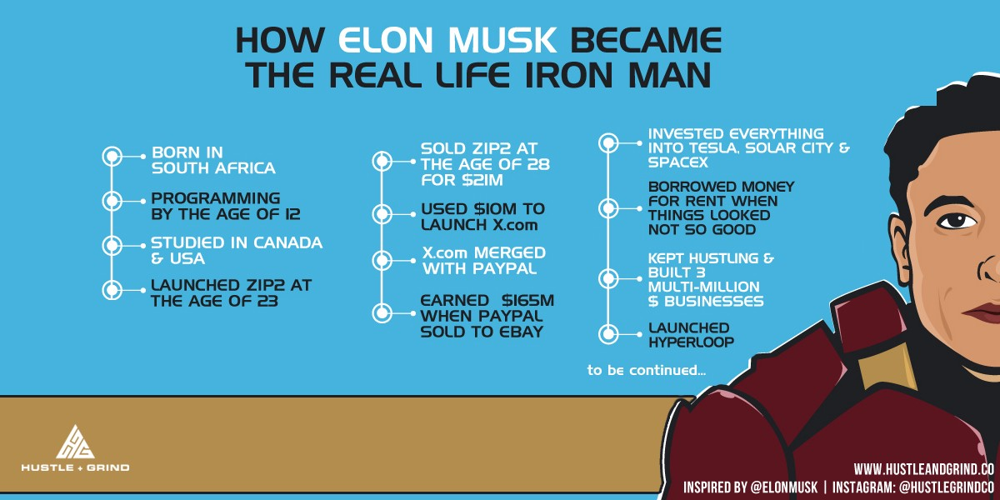 HOW ELON MUSK BECAME
THE REAL LIFE IRON MAN
BORN IN
SOUTH AFRICA
PROGRAMMING
BY THE AGE OF 12
STUDIED IN CANADA
& USA
LAUNCHED ZIP2 AT
THE AGE OF 23
SOLD ZIP2 AT
THE AGE OF 28
FOR $21M
USED $10M TO
LAUNCH X.com
X.com MERGED
WITH PAYPAL
EARNED $165M
WHEN PAYPAL
SOLD TO EBAY
INVESTED EVERYTHING
INTO TESLA, SOLAR CITY &
SPACEX
BORROWED MONEY
FOR RENT WHEN
THINGS LOOKED
NOT SO GOOD
KEPT HUSTLING &
BUILT 3
MULTI-MILLION
$ BUSINESSES
LAUNCHED
HYPERLOOP
to be continued...
HUSTLE + GRIND
WWW.HUSTLEANDGRIND.CO
INSPIRED BY @ELONMUSK | INSTAGRAM: @HUSTLEGRINDCO